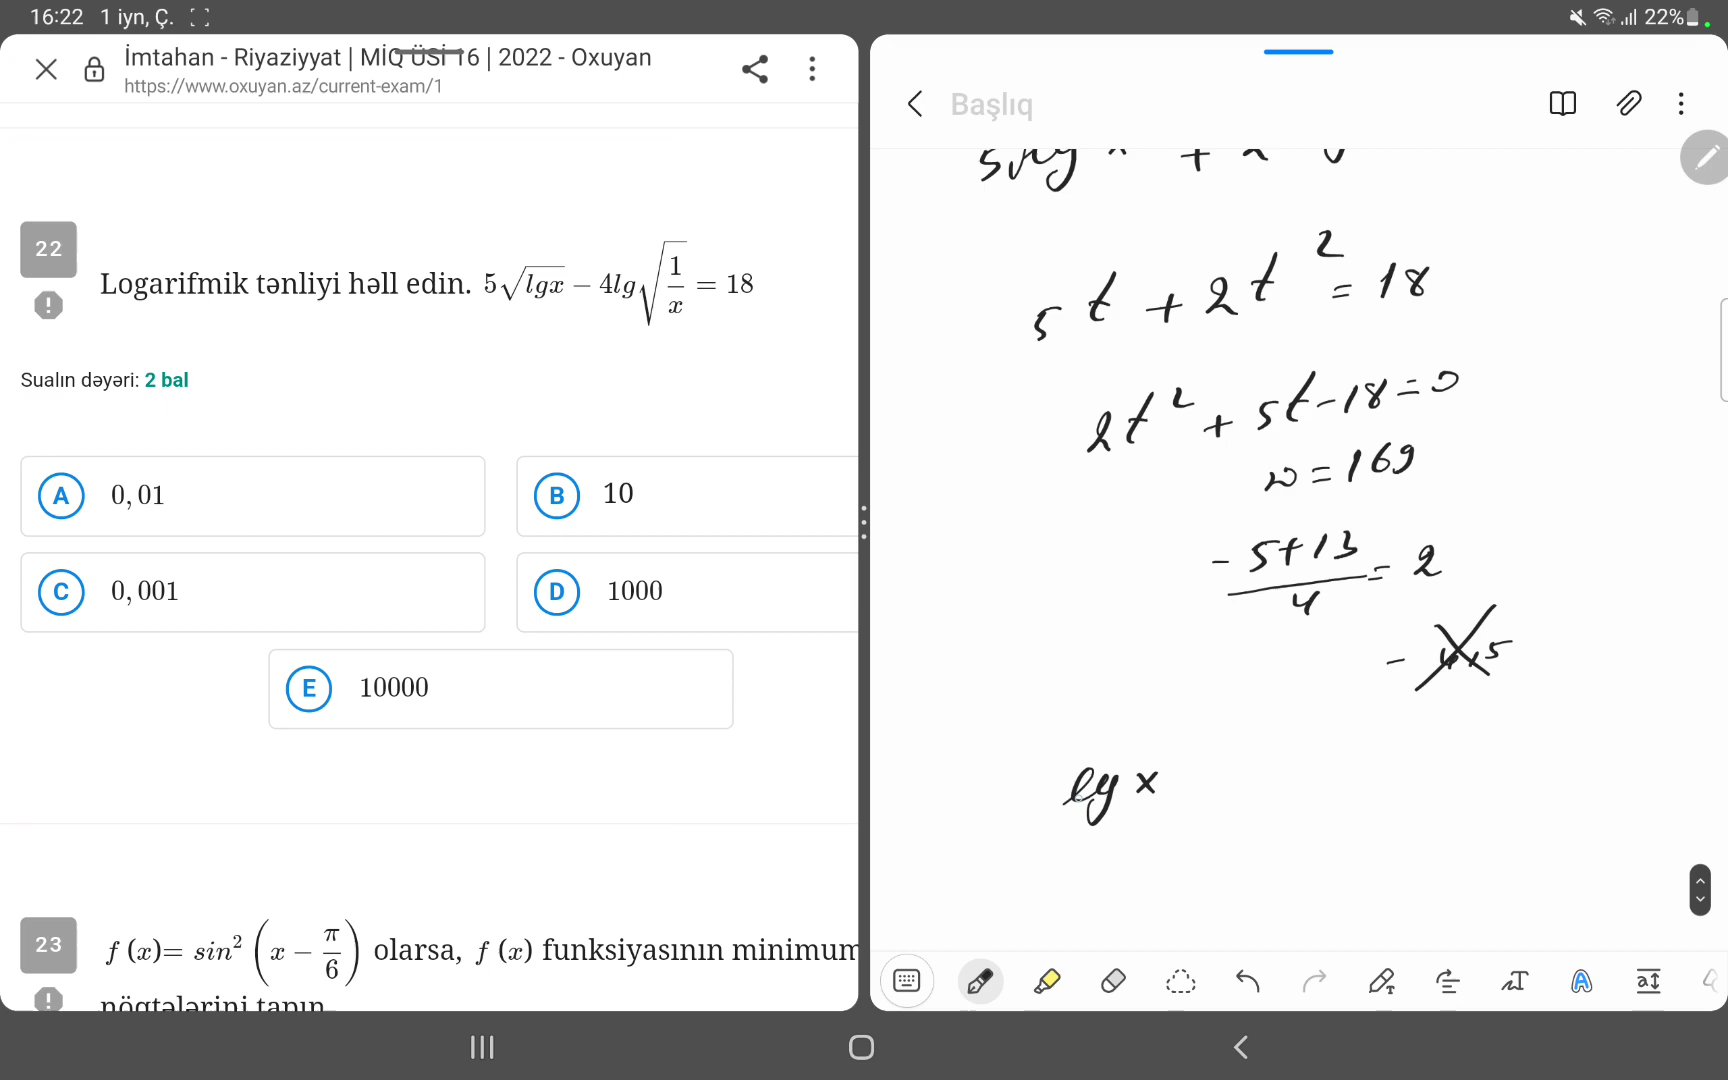 16:22 1 iyn, Ç. 22%
İmtahan - Riyaziyyat | MİQ ÜSİ 16 | 2022 - Oxuyan
https://www.oxuyan.az/current-exam/1
22
Logarifmik tənliyi həll edin. 5√lgx − 4lg√(1/x) = 18
Sualın dəyəri: 2 bal
A 0,01
B 10
C 0,001
D 1000
E 10000
23
f (x)= sin² (x − π/6) olarsa, f (x) funksiyasının minimum
nöqtələrini tapın
Başlıq
5t + 2t² = 18
2t² + 5t - 18 = 0
D = 169
(-5+13)/4 = 2
- 4,5
lg x